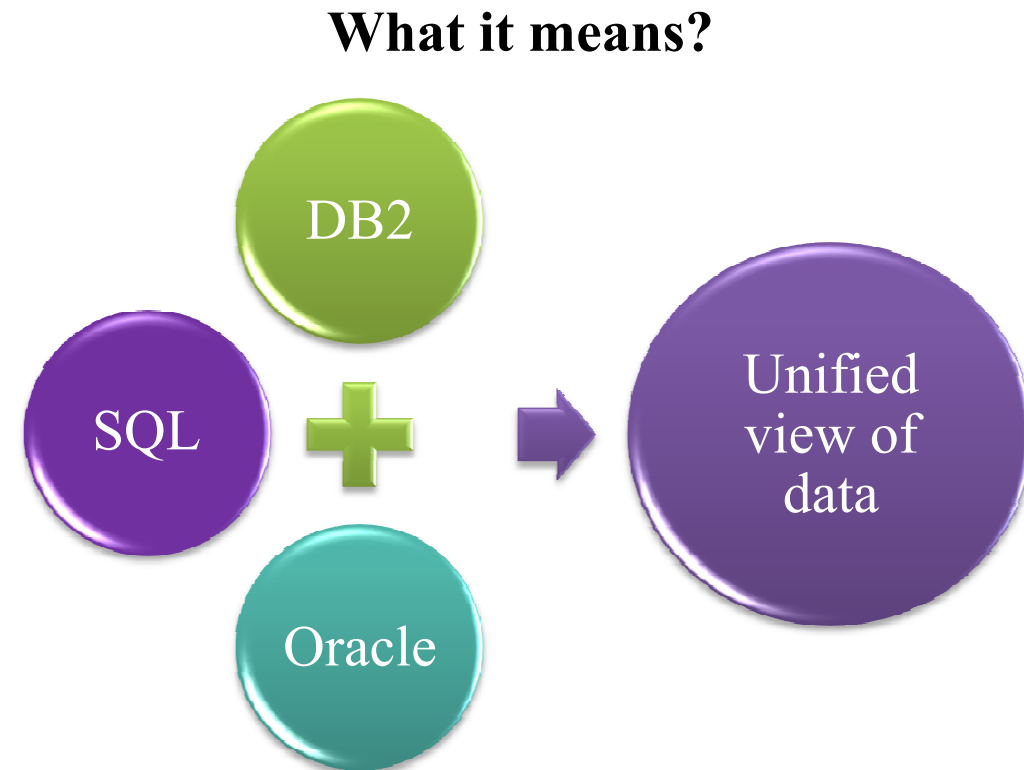 What it means?
DB2
SQL
Oracle
Unified
view of
data